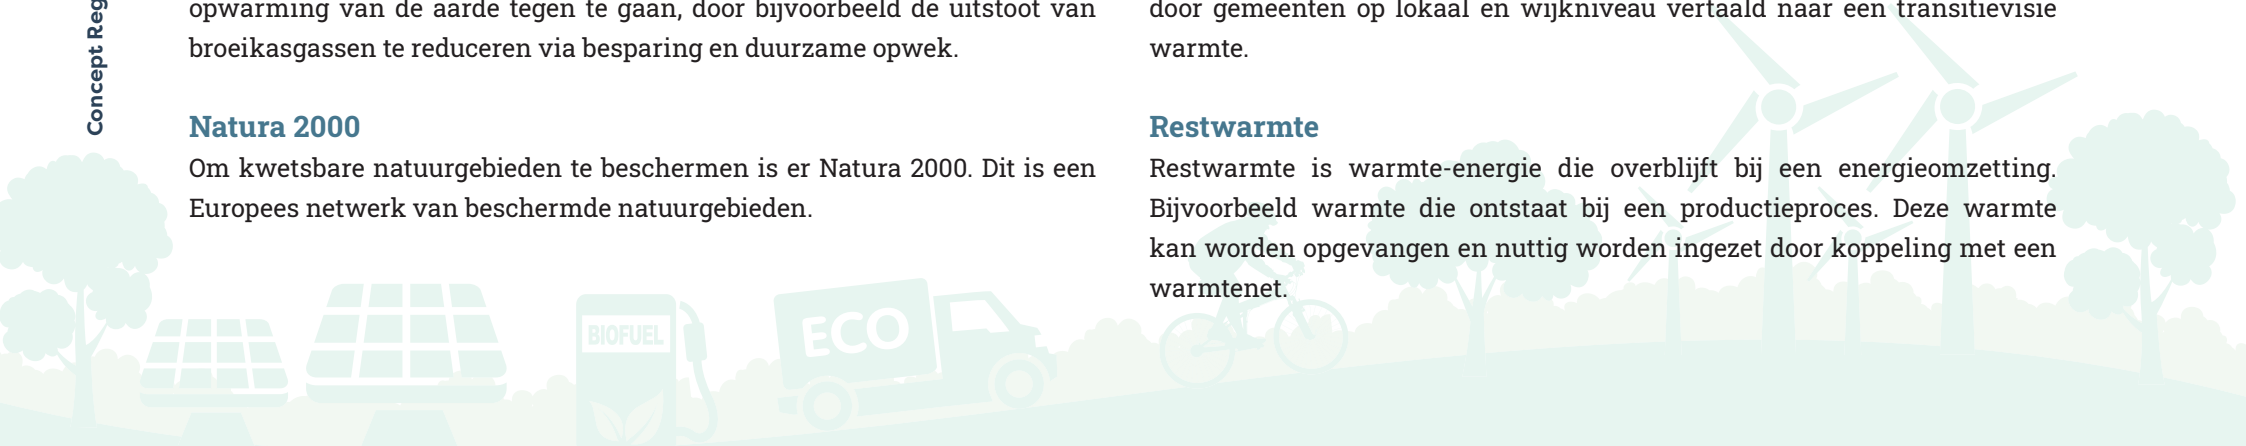 opwarming van de aarde tegen te gaan, door bijvoorbeeld de uitstoot van
broeikasgassen te reduceren via besparing en duurzame opwek.
Natura 2000
Om kwetsbare natuurgebieden te beschermen is er Natura 2000. Dit is een
Europees netwerk van beschermde natuurgebieden.
door gemeenten op lokaal en wijkniveau vertaald naar een transitievisie
warmte.
Restwarmte
Restwarmte is warmte-energie die overblijft bij een energieomzetting.
Bijvoorbeeld warmte die ontstaat bij een productieproces. Deze warmte
kan worden opgevangen en nuttig worden ingezet door koppeling met een
warmtenet.
Concept Reg
BIOFUEL
ECO